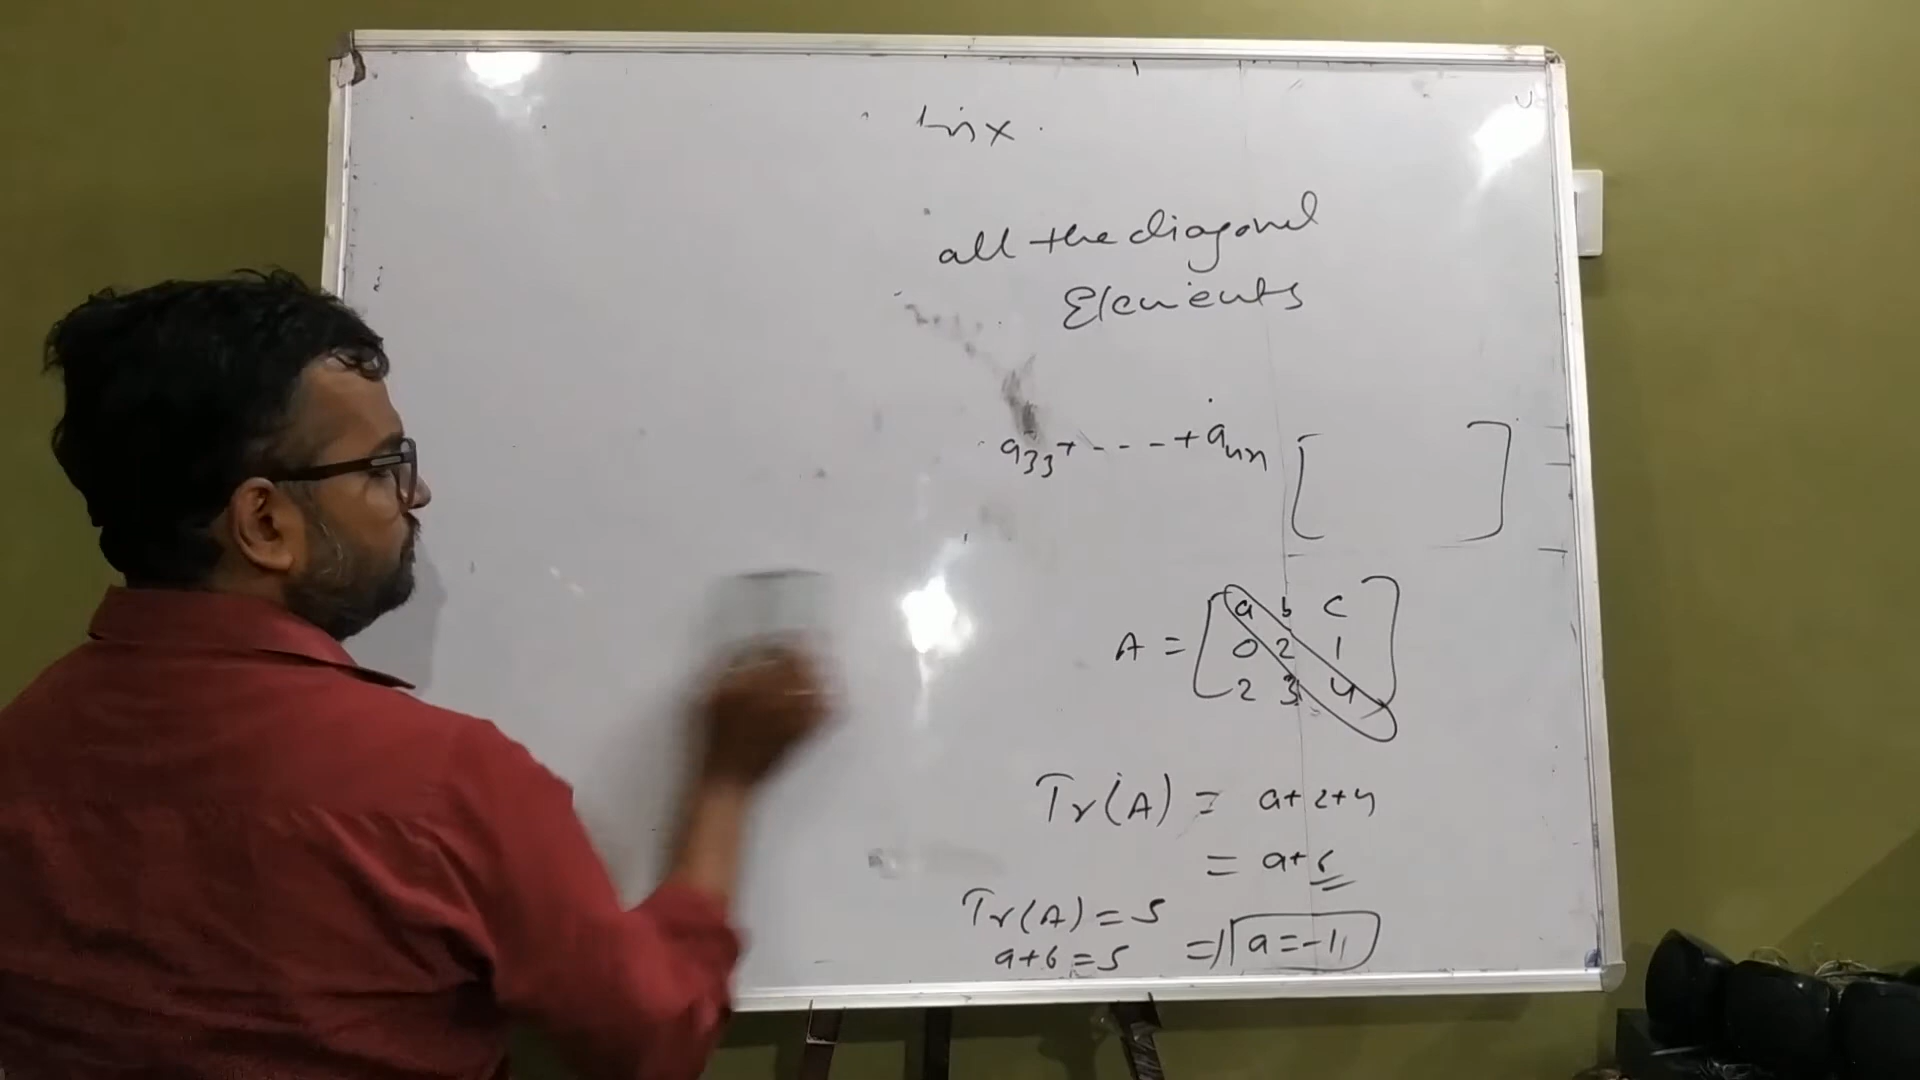 all the diagonal
Elements
a33 + - - - + ann
A = [a b c
0 2 1
2 3 4]
Tr(A) = a+2+4
= a+6
Tr(A) = 5
a+6 = 5 => a = -1